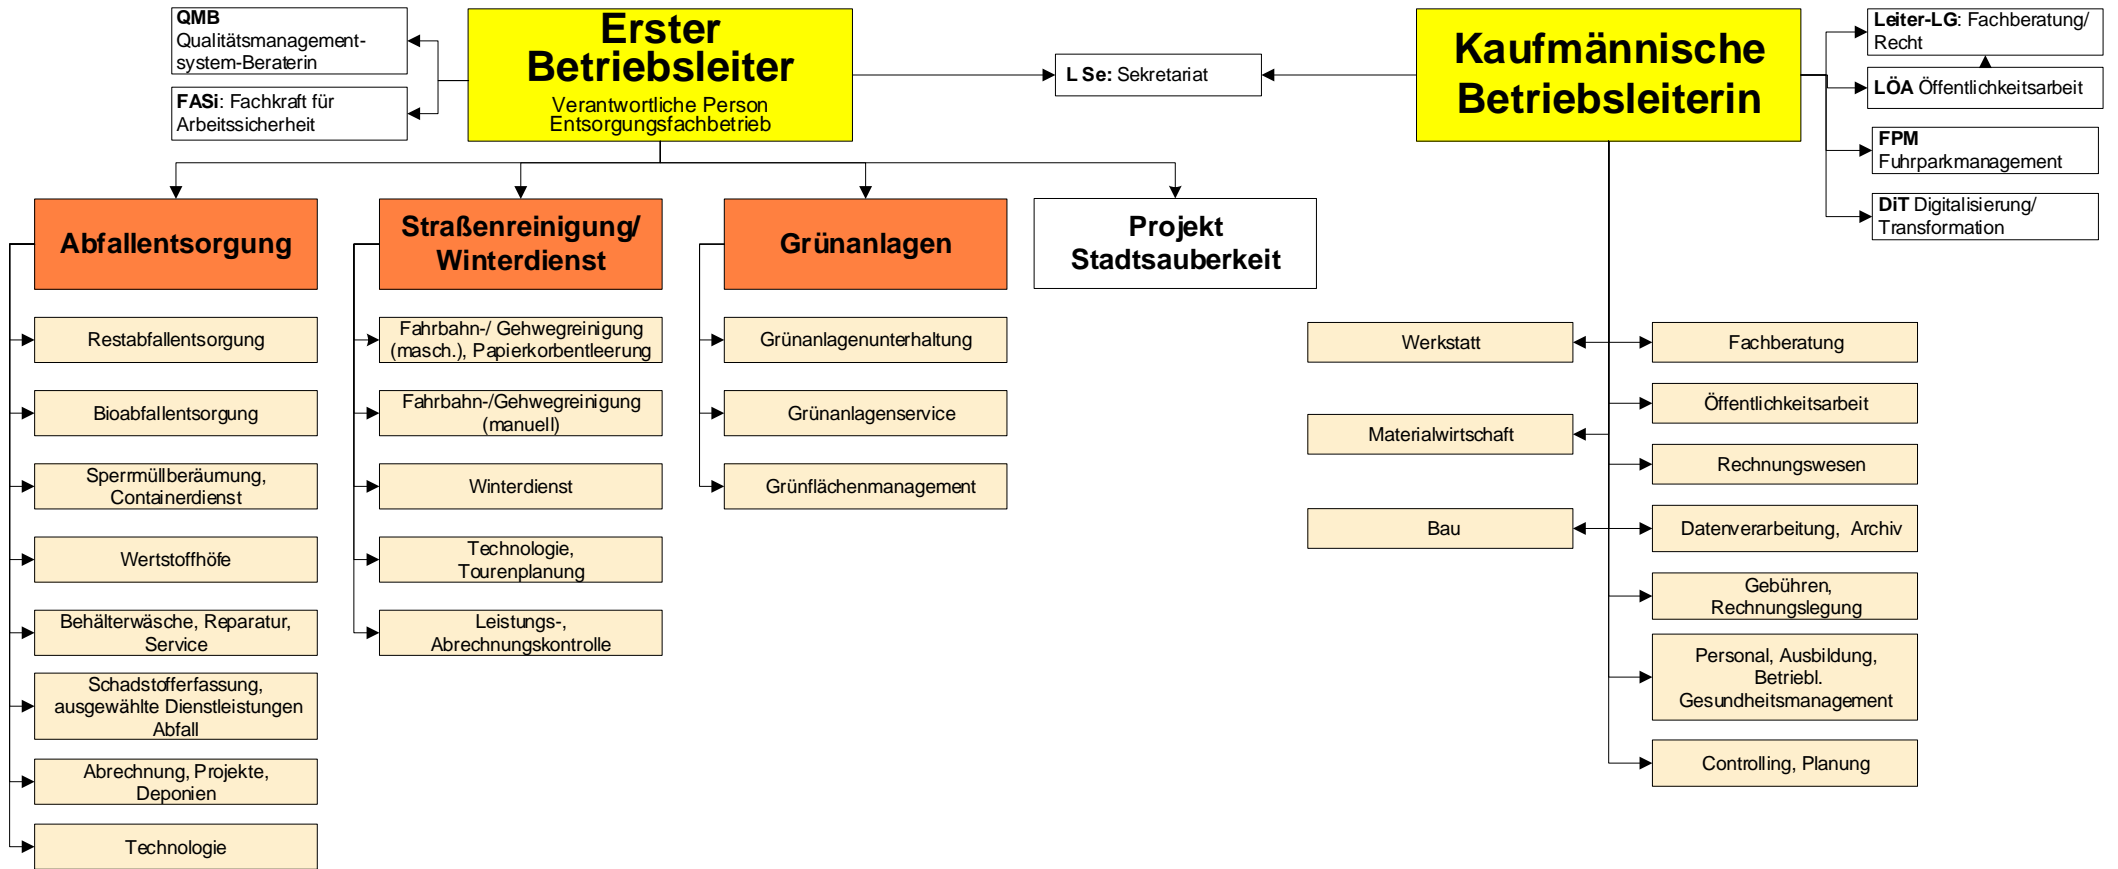 QMB
Qualitätsmanagement-
system-Beraterin
FASi: Fachkraft für
Arbeitssicherheit
Erster
Betriebsleiter
Verantwortliche Person
Entsorgungsfachbetrieb
L Se: Sekretariat
Kaufmännische
Betriebsleiterin
Leiter-LG: Fachberatung/
Recht
LÖA Öffentlichkeitsarbeit
FPM
Fuhrparkmanagement
DiT Digitalisierung/
Transformation
Abfallentsorgung
Restabfallentsorgung
Bioabfallentsorgung
Sperrmüllberäumung,
Containerdienst
Wertstoffhöfe
Behälterwäsche, Reparatur,
Service
Schadstofferfassung,
ausgewählte Dienstleistungen
Abfall
Abrechnung, Projekte,
Deponien
Technologie
Straßenreinigung/
Winterdienst
Fahrbahn-/ Gehwegreinigung
(masch.), Papierkorbentleerung
Fahrbahn-/Gehwegreinigung
(manuell)
Winterdienst
Technologie,
Tourenplanung
Leistungs-,
Abrechnungskontrolle
Grünanlagen
Grünanlagenunterhaltung
Grünanlagenservice
Grünflächenmanagement
Projekt
Stadtsauberkeit
Werkstatt
Materialwirtschaft
Bau
Fachberatung
Öffentlichkeitsarbeit
Rechnungswesen
Datenverarbeitung, Archiv
Gebühren,
Rechnungslegung
Personal, Ausbildung,
Betriebl.
Gesundheitsmanagement
Controlling, Planung